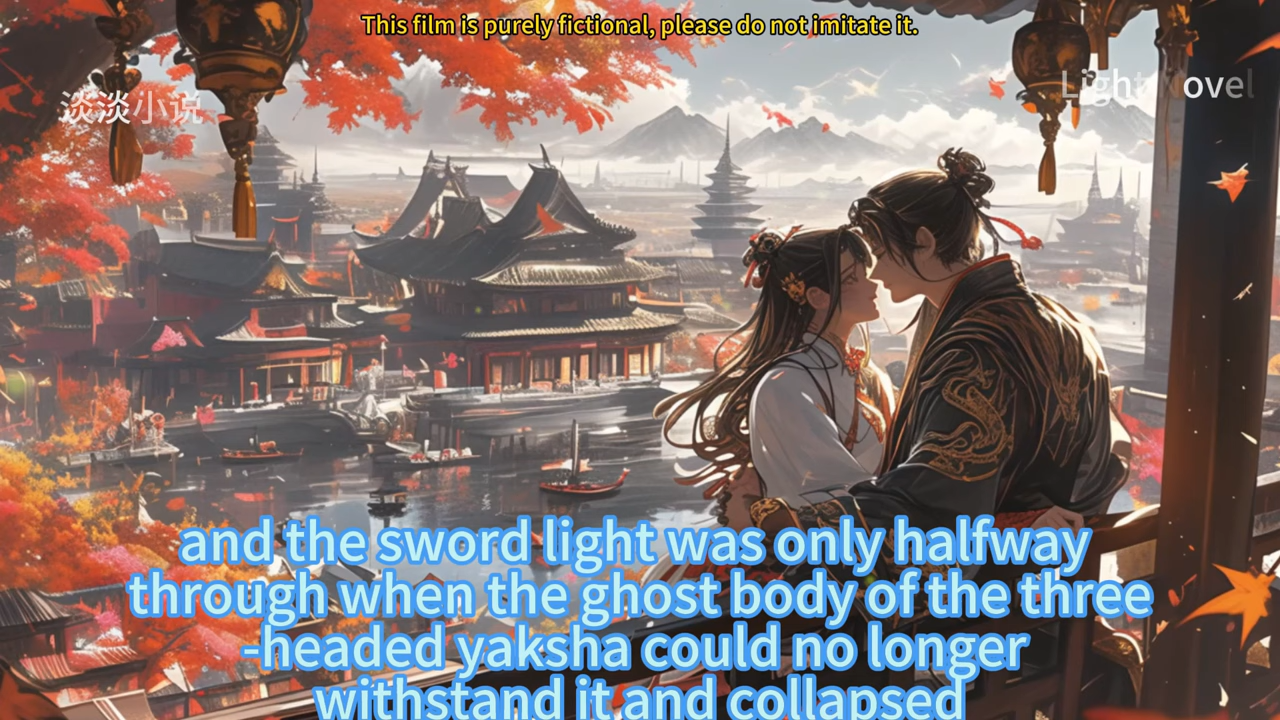 This film is purely fictional, please do not imitate it.
淡淡小说
Light Novel
and the sword light was only halfway
through when the ghost body of the three
-headed yaksha could no longer
withstand it and collapsed